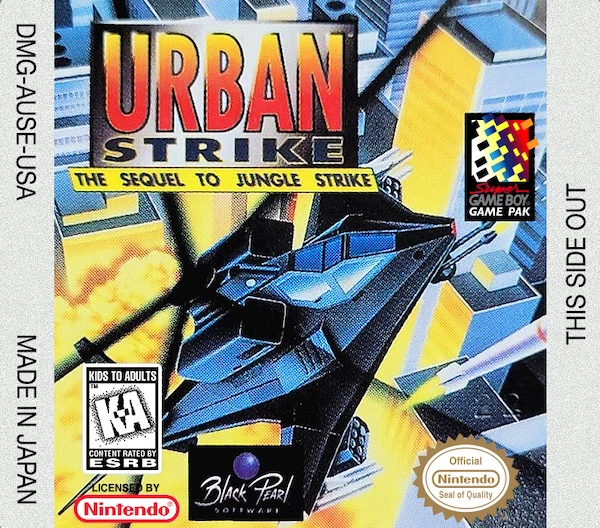 DMG-AUSE-USA
MADE IN JAPAN
URBAN
STRIKE
THE SEQUEL TO JUNGLE STRIKE
Super
GAME BOY
GAME PAK
THIS SIDE OUT
KIDS TO ADULTS
TM
K-A
CONTENT RATED BY
ESRB
LICENSED BY
Nintendo
Black Pearl
SOFTWARE
Official
Nintendo
Seal of Quality